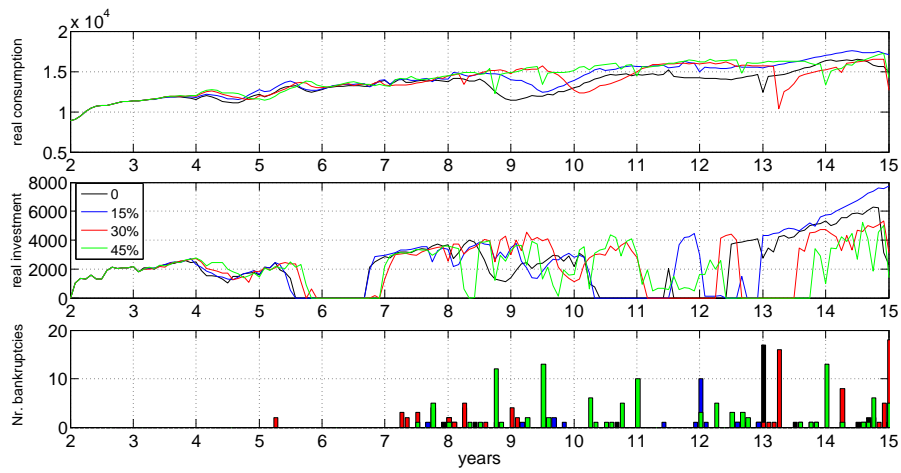 x 10⁴
2
1.5
1
0.5
real consumption
2 3 4 5 6 7 8 9 10 11 12 13 14 15
8000
6000
4000
2000
0
real investment
0
15%
30%
45%
2 3 4 5 6 7 8 9 10 11 12 13 14 15
20
10
0
Nr. bankruptcies
2 3 4 5 6 7 8 9 10 11 12 13 14 15
years